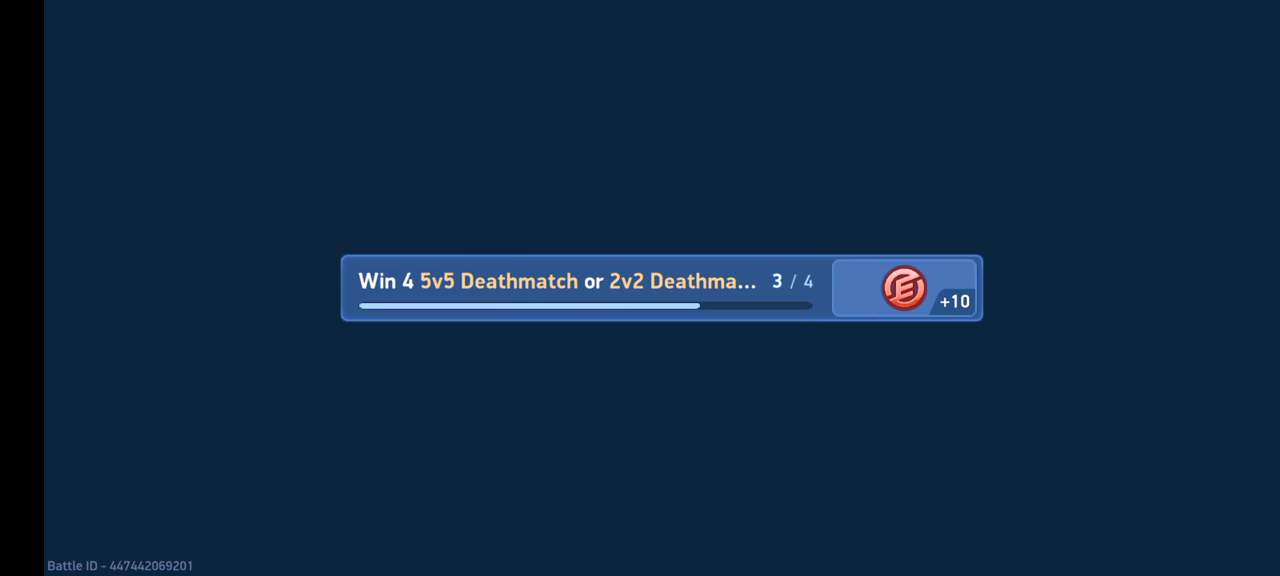 Win 4 5v5 Deathmatch or 2v2 Deathma... 3 / 4
+10
Battle ID - 447442069201